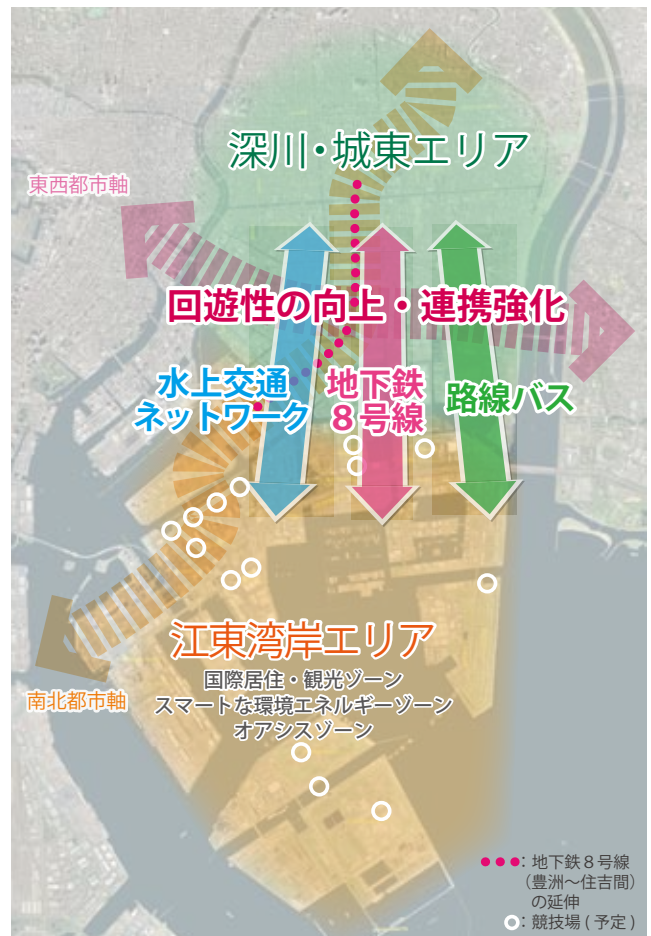 深川・城東エリア
東西都市軸
回遊性の向上・連携強化
水上交通
ネットワーク
地下鉄
８号線
路線バス
江東湾岸エリア
国際居住・観光ゾーン
スマートな環境エネルギーゾーン
オアシスゾーン
南北都市軸
●●●：地下鉄８号線
（豊洲～住吉間）
の延伸
○：競技場 ( 予定 )